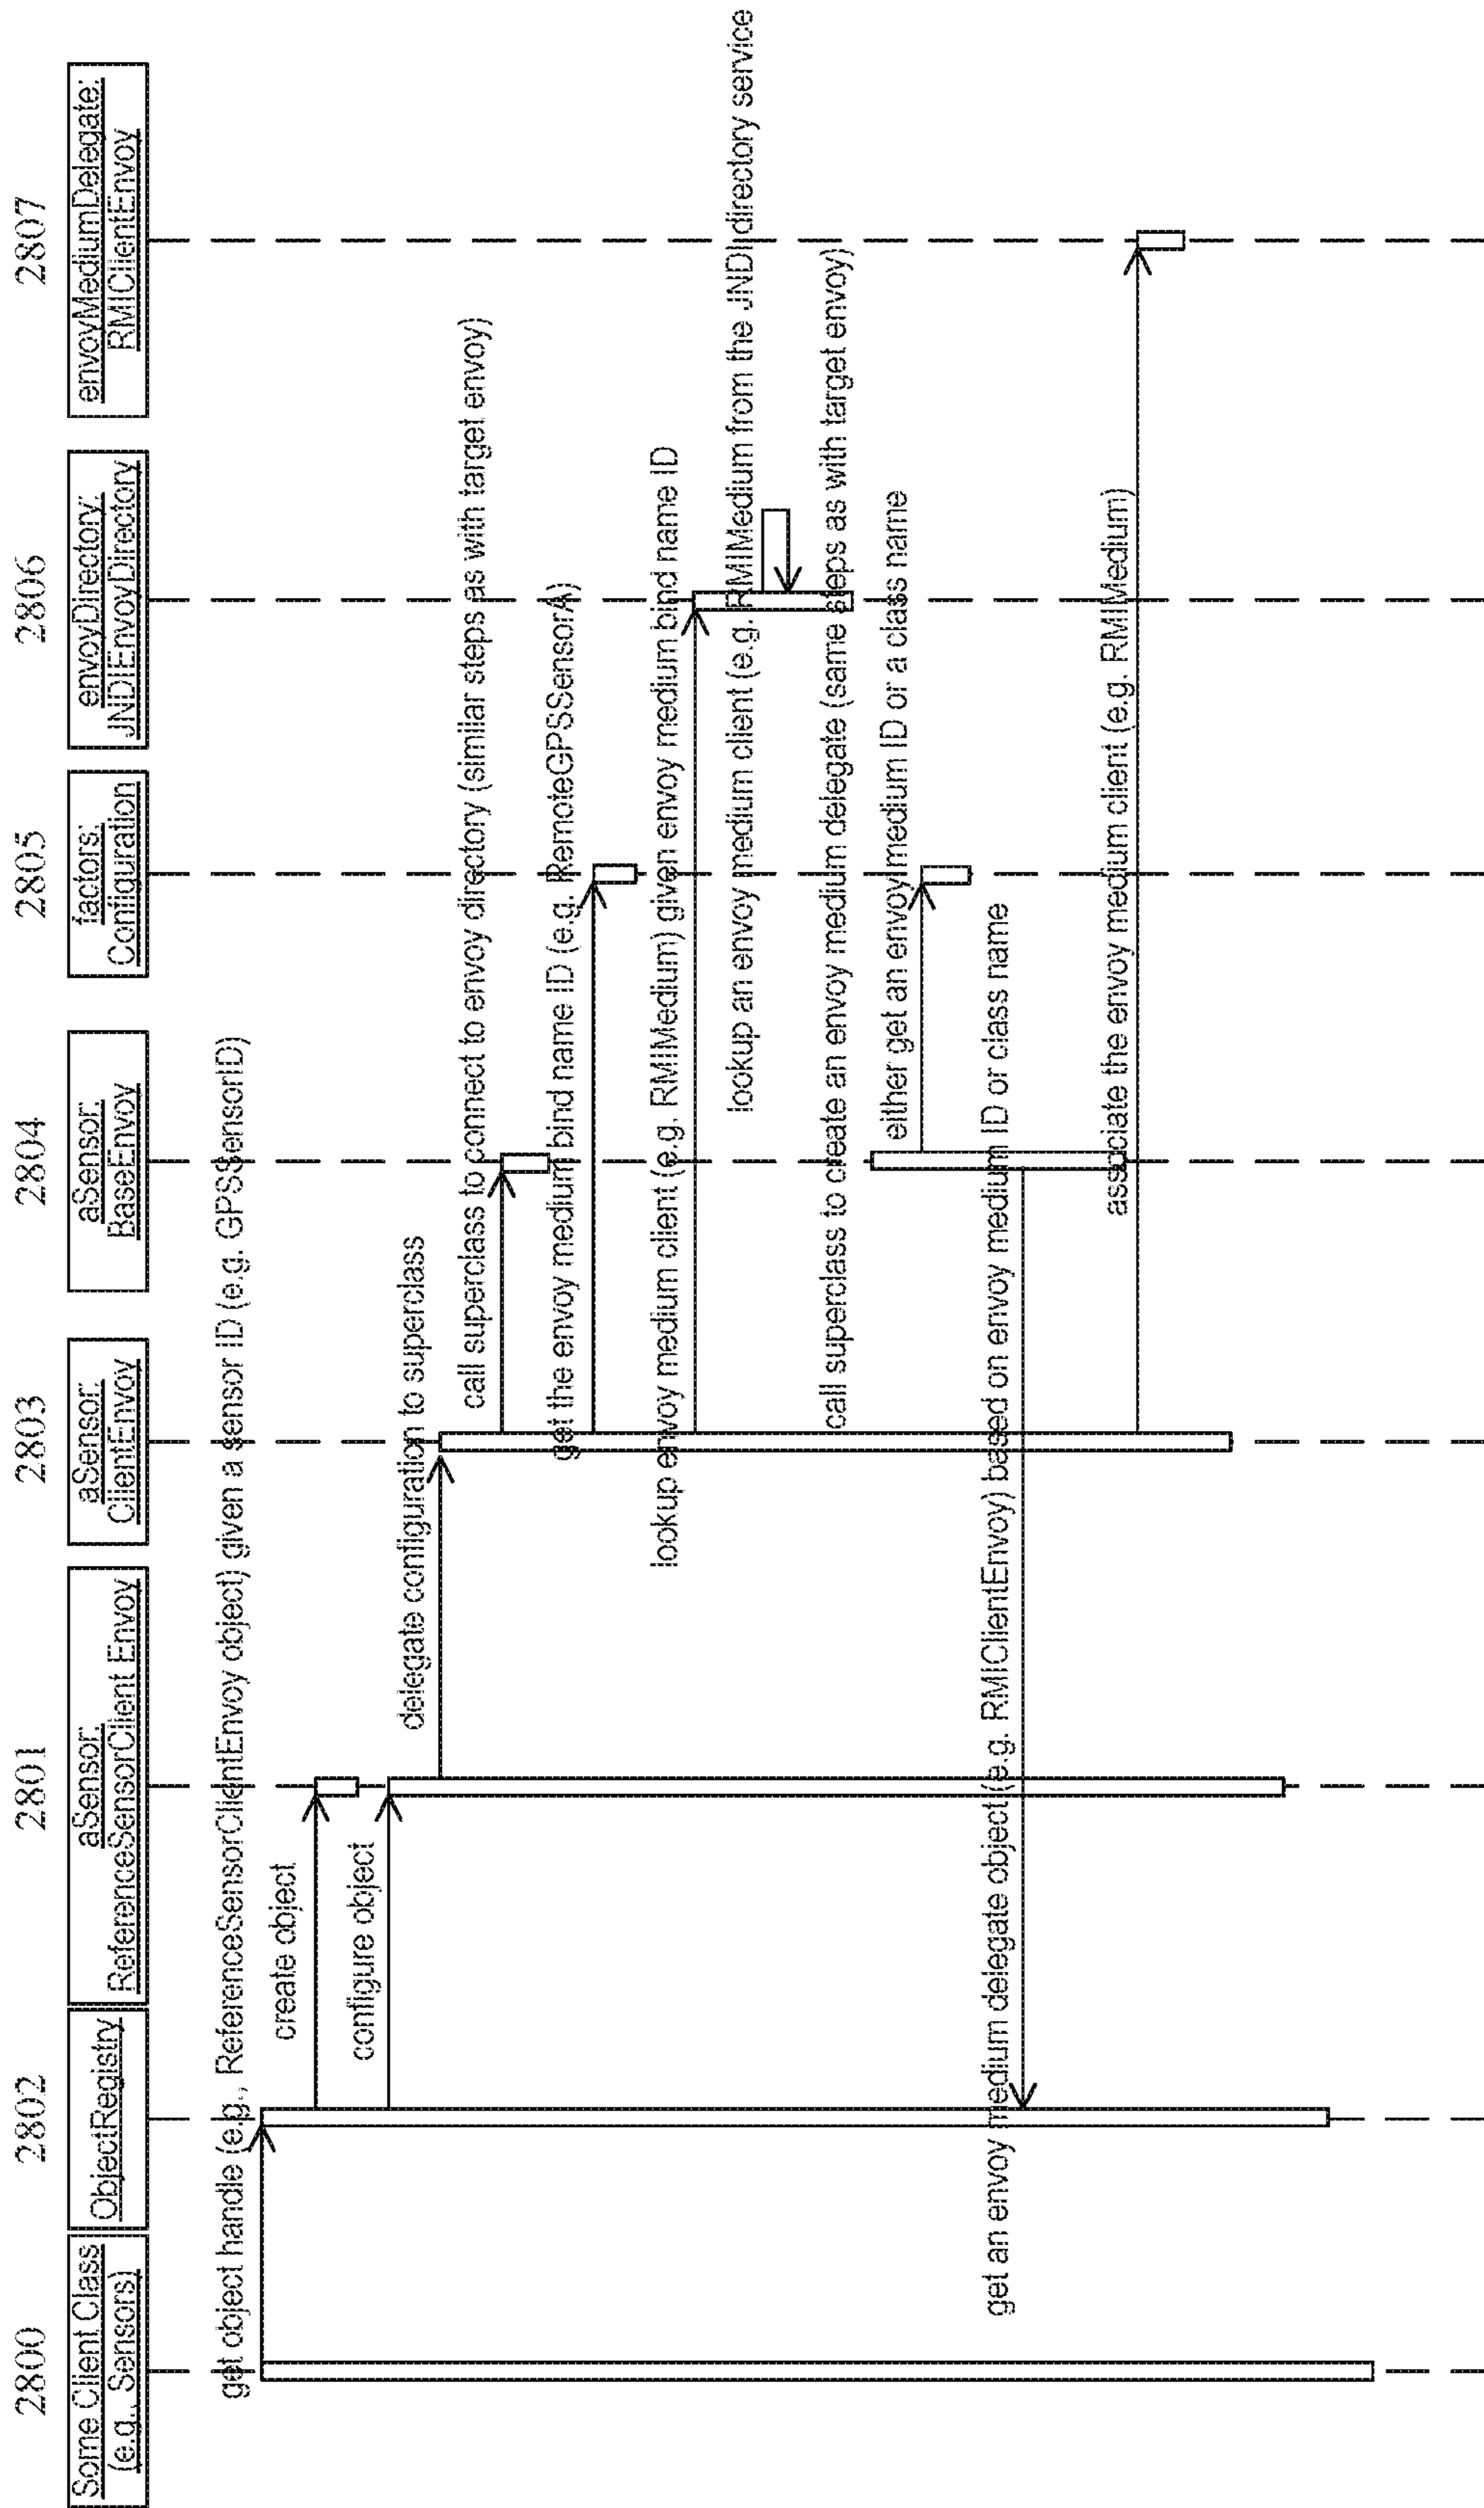 2800
2802
2801
2803
2804
2805
2806
2807
Some Client Class
(e.g., Sensors)
ObjectRegistry
aSensor:
ReferenceSensorClient Envoy
aSensor:
ClientEnvoy
aSensor:
BaseEnvoy
factors:
Configuration
envoyDirectory:
JNDIEnvoyDirectory
envoyMediumDelegate:
RMIClientEnvoy
get object handle (e.g., ReferenceSensorClientEnvoy object) given a sensor ID (e.g. GPSSensorID)
create object
configure object
delegate configuration to superclass
call superclass to connect to envoy directory (similar steps as with target envoy)
get the envoy medium bind name ID (e.g. RemoteGPSSensorA)
lookup envoy medium client (e.g. RMIMedium) given envoy medium bind name ID
lookup an envoy medium client (e.g. RMIMedium from the JNDI directory service
call superclass to create an envoy medium delegate (same steps as with target envoy)
either get an envoy medium ID or a class name
get an envoy medium delegate object (e.g. RMIClientEnvoy) based on envoy medium ID or class name
associate the envoy medium client (e.g. RMIMedium)